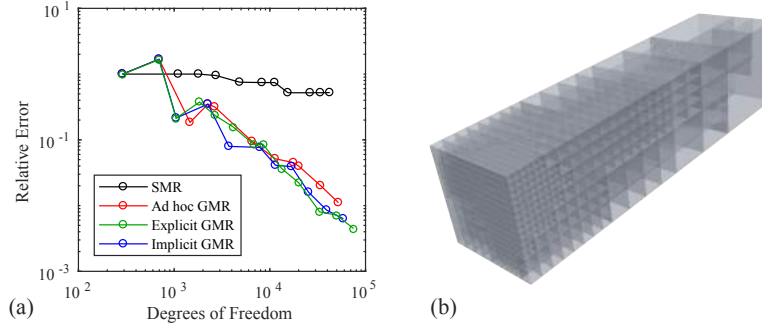 10 1
10 -1
10 -3
Relative Error
SMR
Ad hoc GMR
Explicit GMR
Implicit GMR
10 2
10 3
10 4
10 5
Degrees of Freedom
(a)
(b)